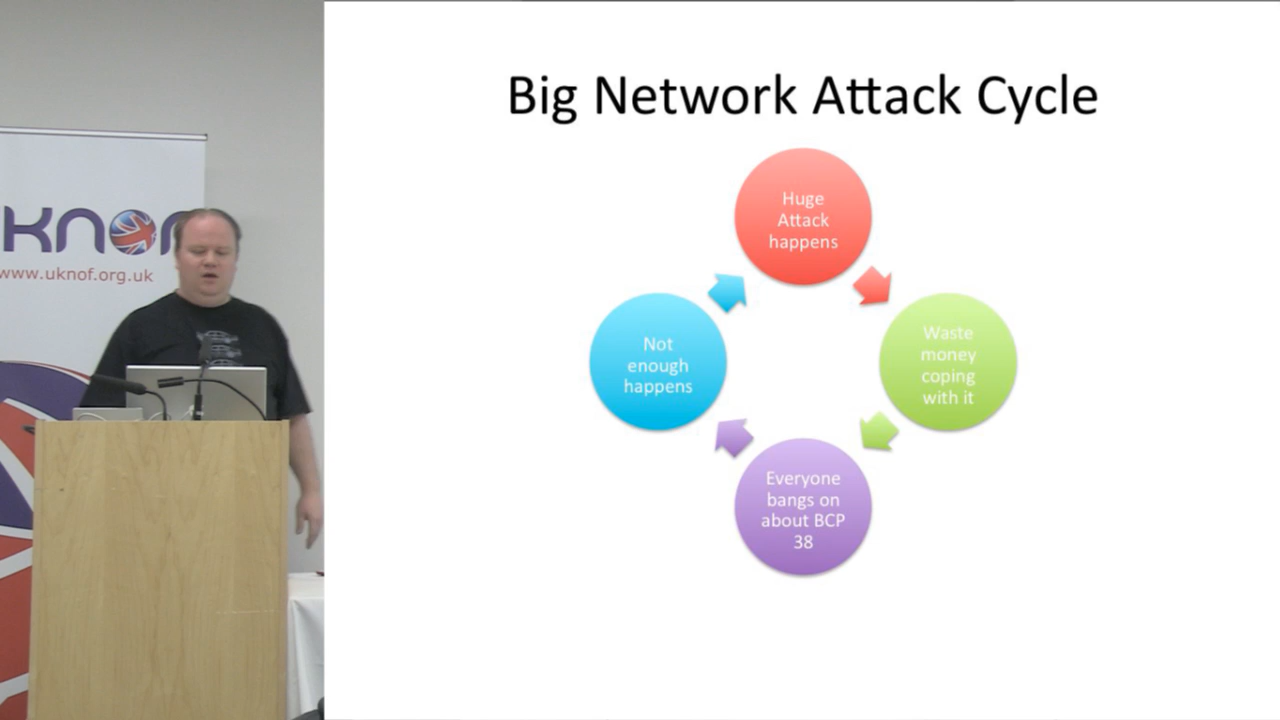 KNOF
www.uknof.org.uk
Big Network Attack Cycle
Huge
Attack
happens
Waste
money
coping
with it
Everyone
bangs on
about BCP
38
Not
enough
happens